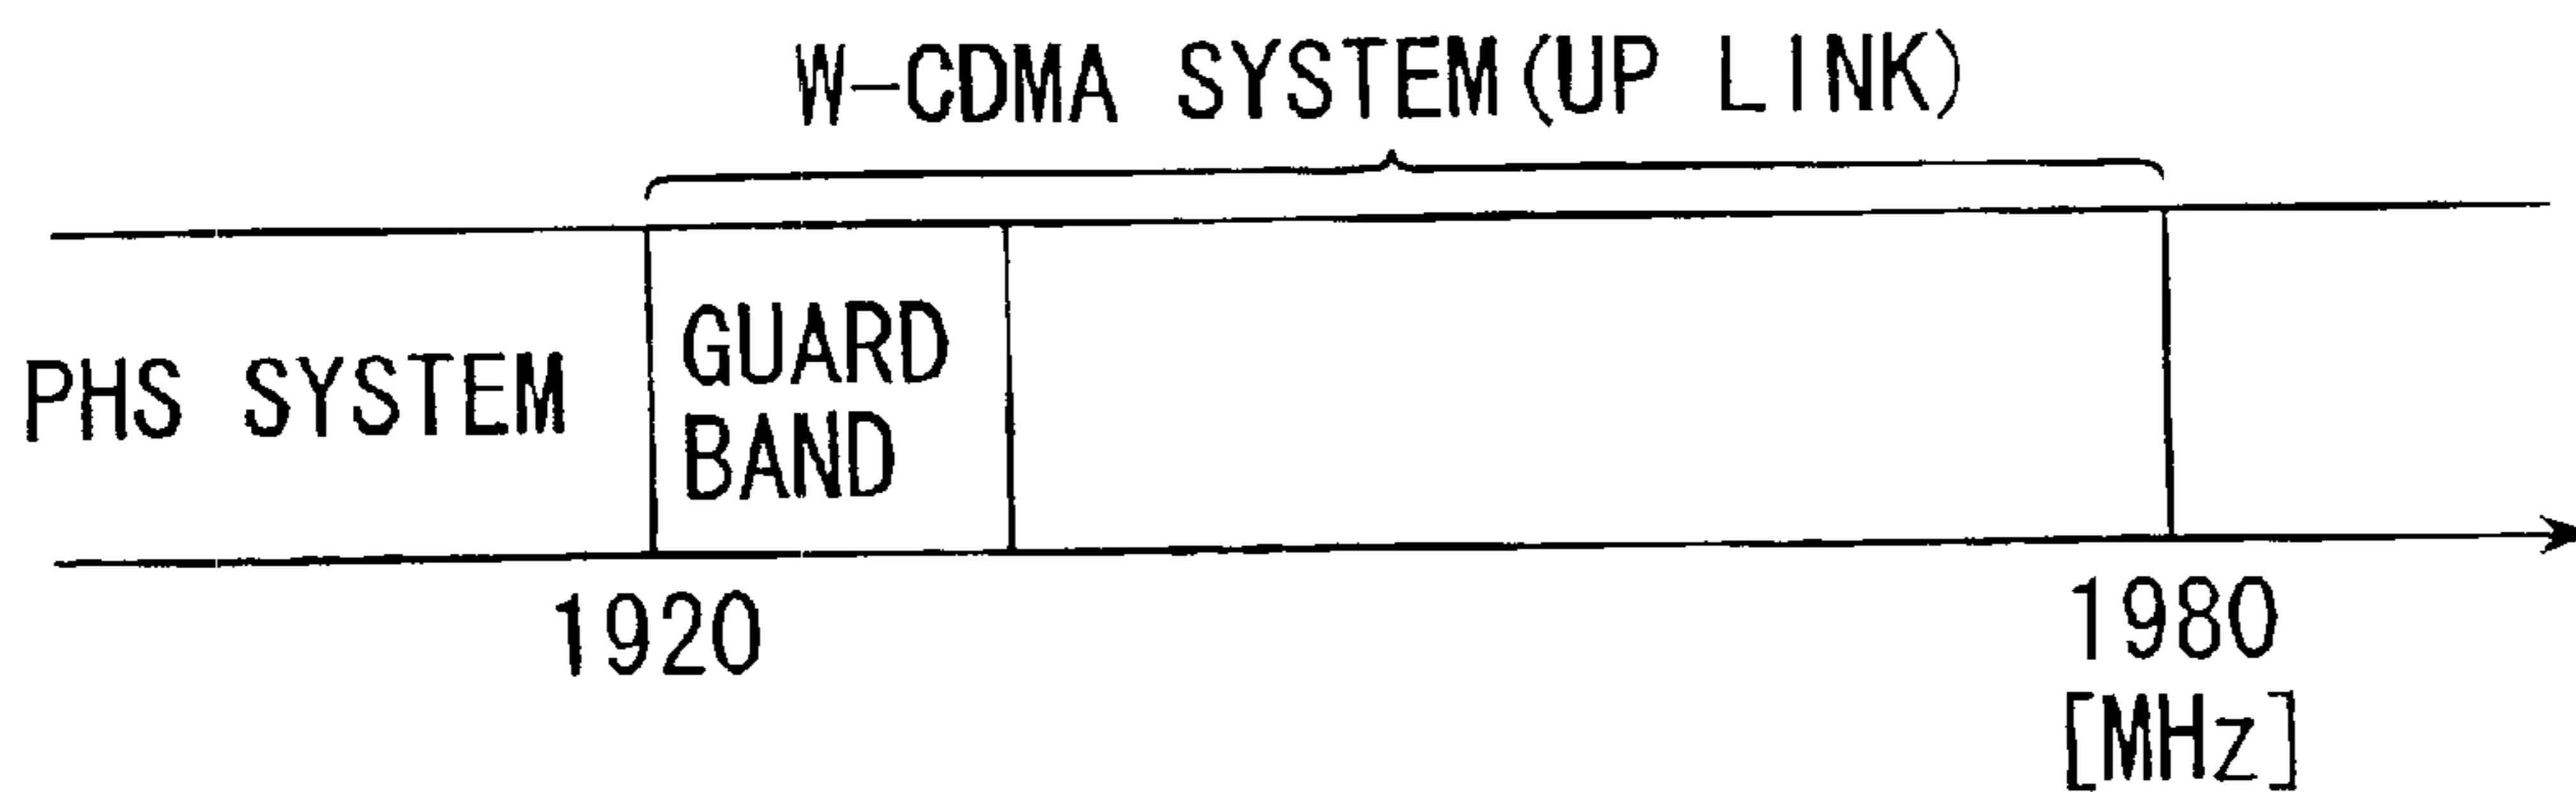 W-CDMA SYSTEM(UP LINK)
PHS SYSTEM
GUARD
BAND
1920
1980
[MHz]